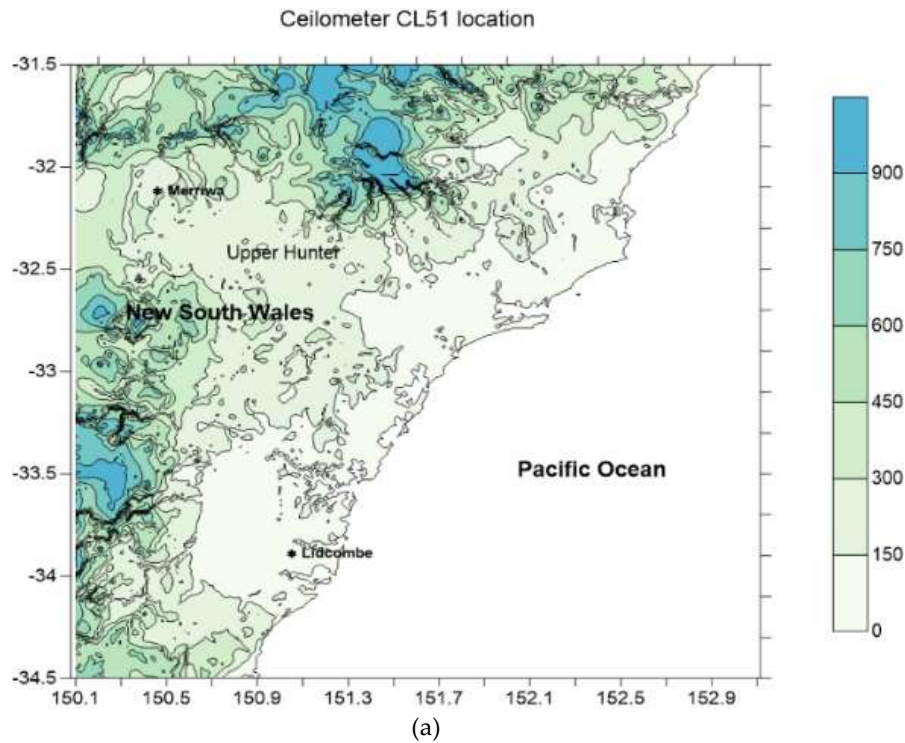 Ceilometer CL51 location
-31.5
-32
-32.5
-33
-33.5
-34
-34.5
Merriwa
Upper Hunter
New South Wales
Pacific Ocean
Lidcombe
150.1 150.5 150.9 151.3 151.7 152.1 152.5 152.9
900
750
600
450
300
150
0
(a)